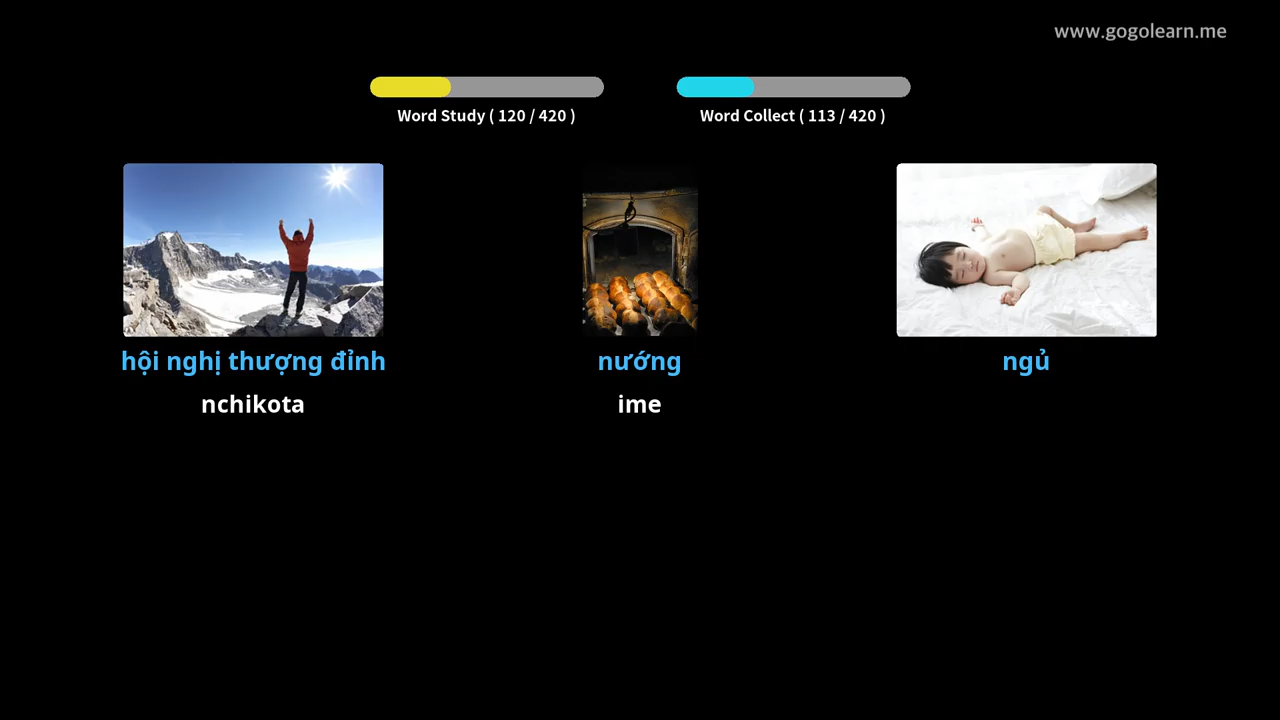 www.gogolearn.me
Word Study ( 120 / 420 )
Word Collect ( 113 / 420 )
hội nghị thượng đỉnh
nướng
ngủ
nchikota
ime